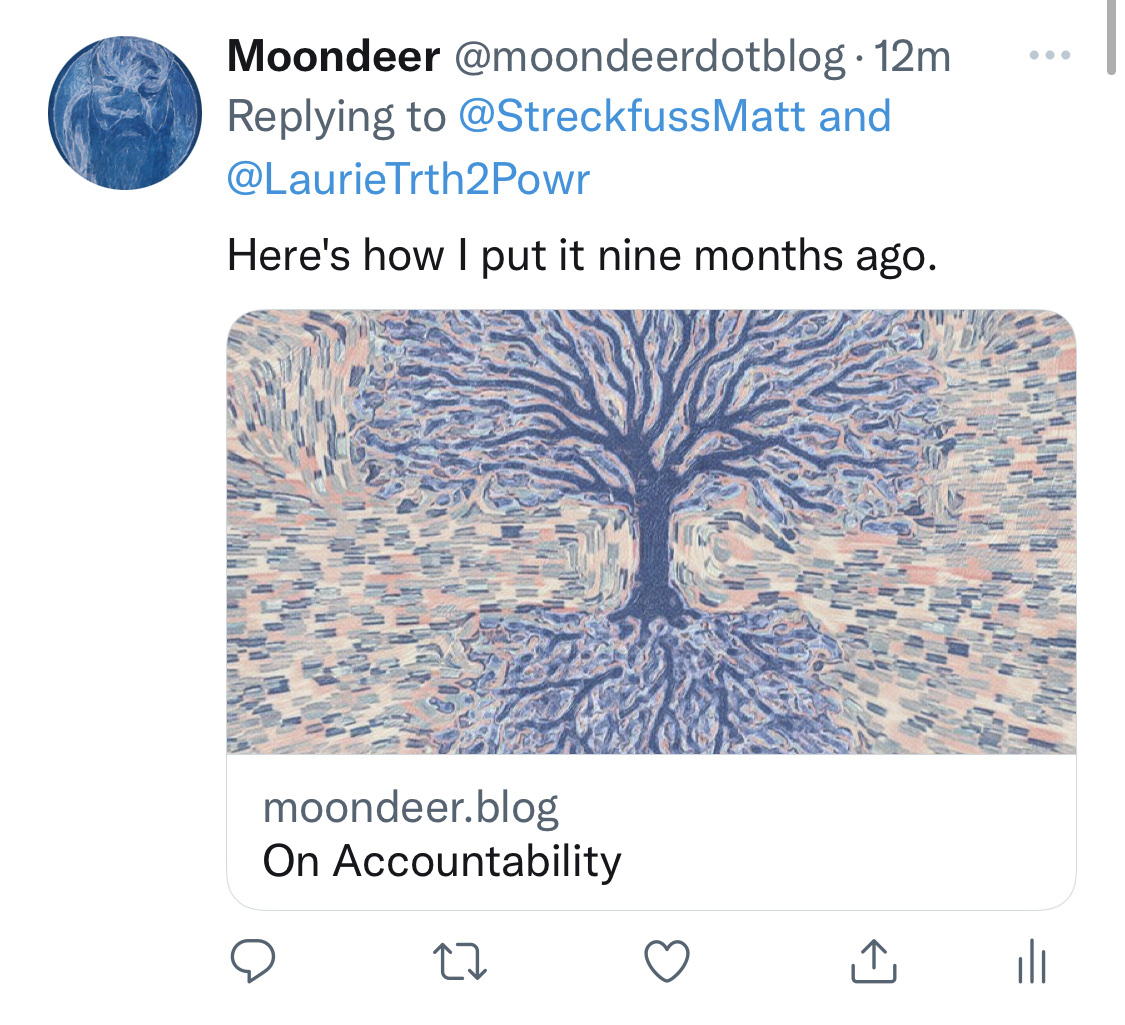 Moondeer @moondeerdotblog · 12m
Replying to @StreckfussMatt and
@LaurieTrth2Powr
Here's how I put it nine months ago.
moondeer.blog
On Accountability